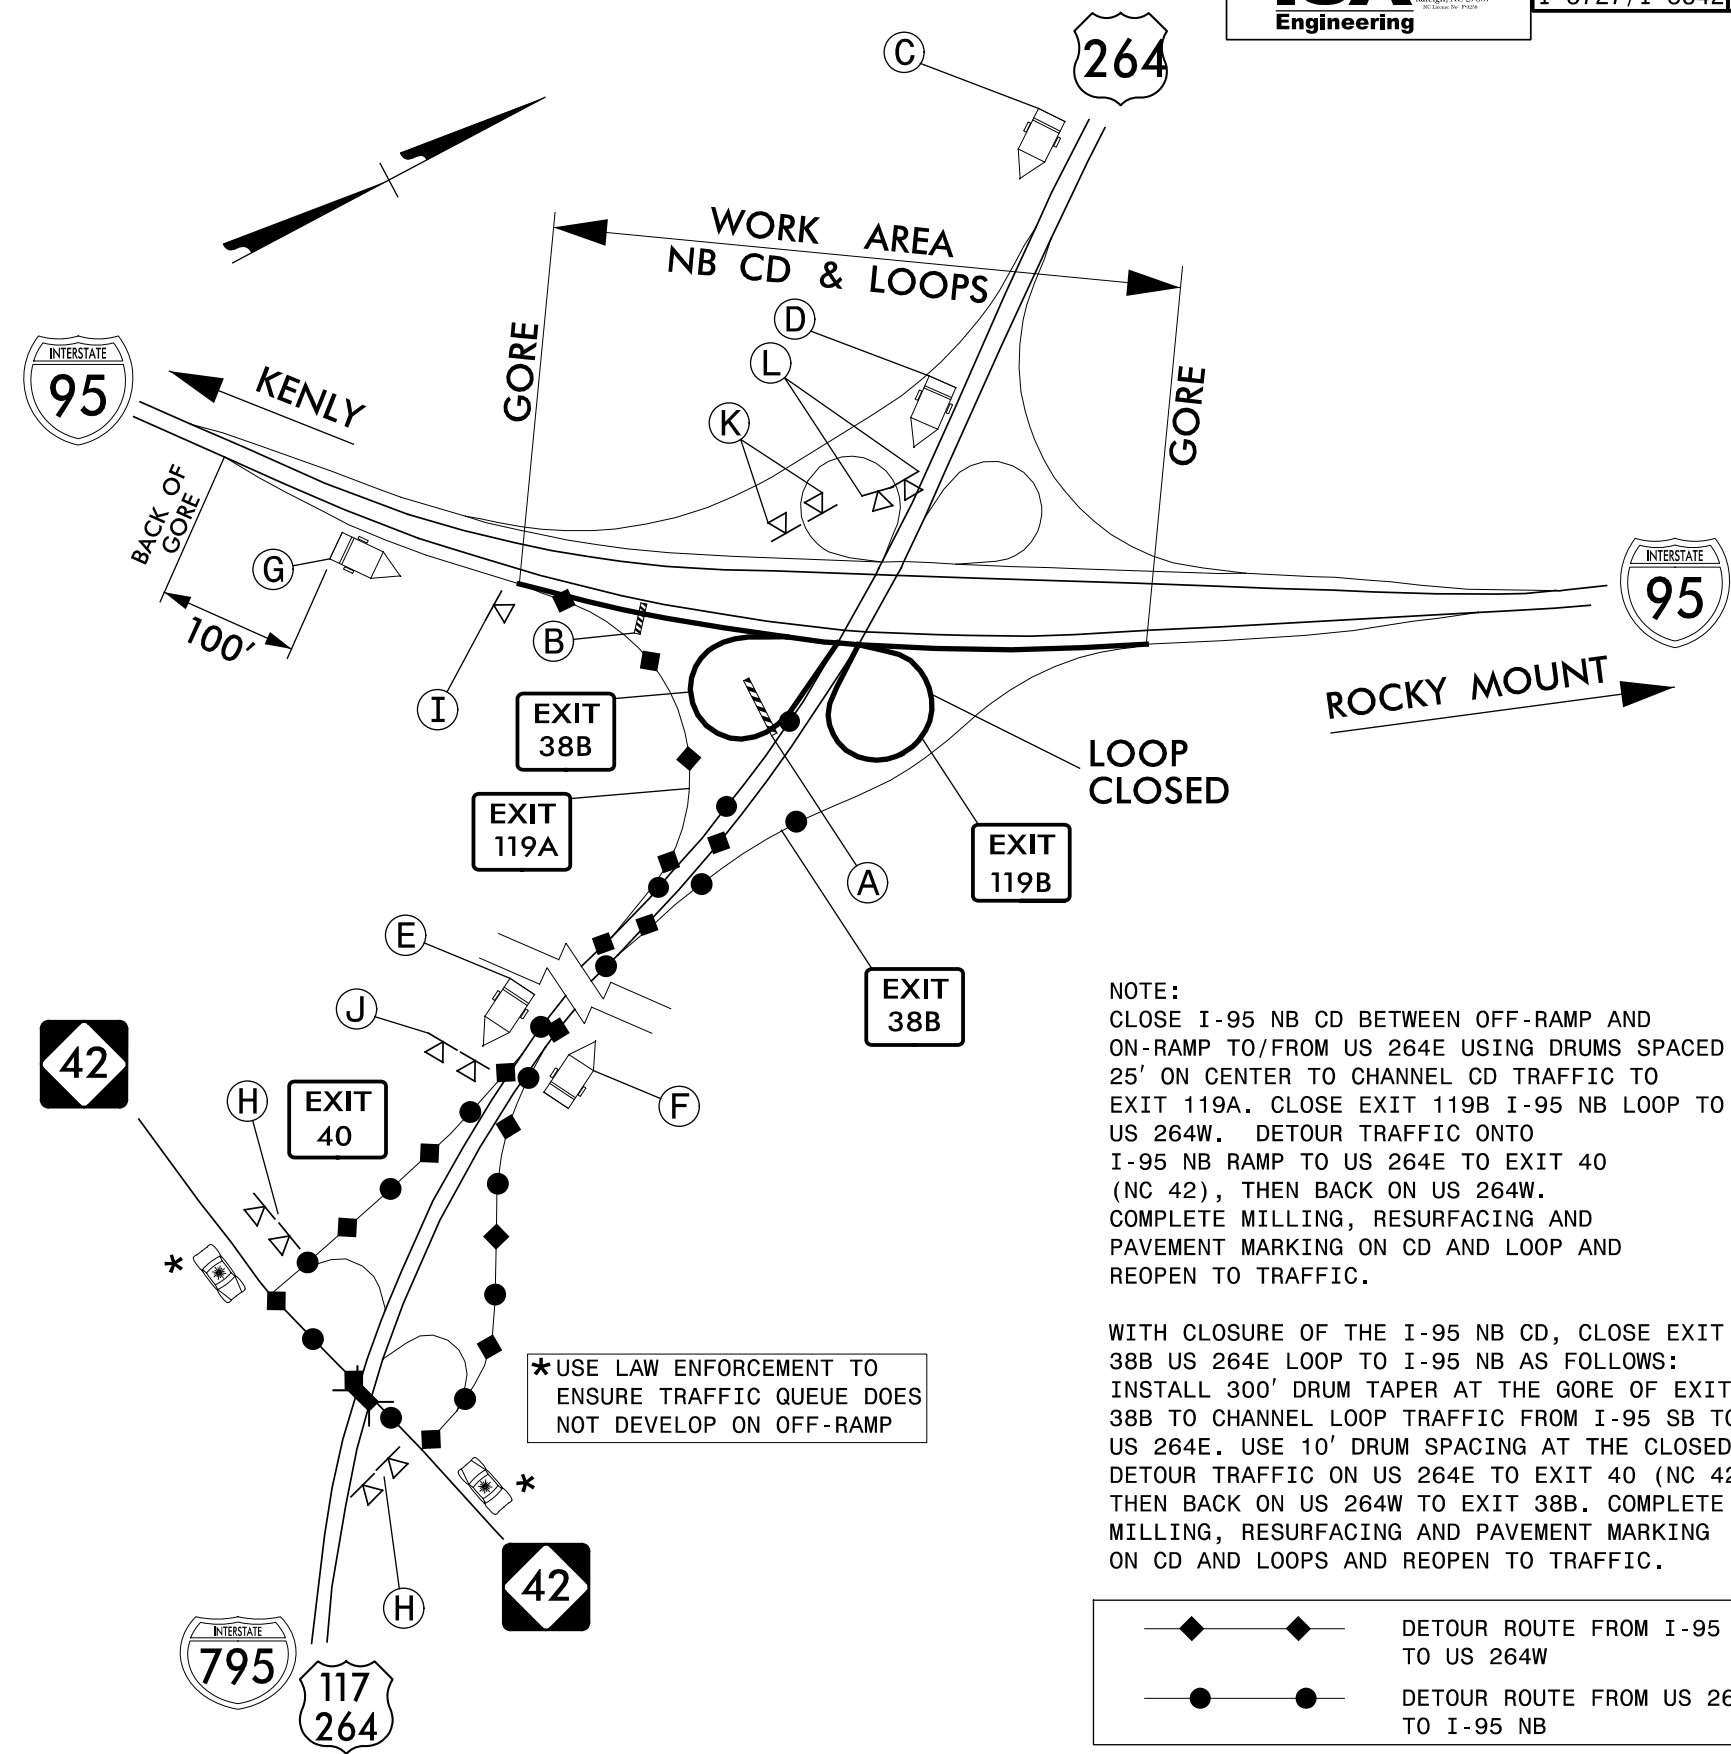 Engineering
264
C
WORK AREA
NB CD & LOOPS
D
L
K
GORE
GORE
INTERSTATE
95
KENLY
BACK OF
GORE
G
100'
I
B
INTERSTATE
95
ROCKY MOUNT
EXIT
38B
EXIT
119A
LOOP
CLOSED
EXIT
119B
A
E
EXIT
38B
J
F
42
H
EXIT
40
*
*
NOTE:
CLOSE I-95 NB CD BETWEEN OFF-RAMP AND
ON-RAMP TO/FROM US 264E USING DRUMS SPACED
25' ON CENTER TO CHANNEL CD TRAFFIC TO
EXIT 119A. CLOSE EXIT 119B I-95 NB LOOP TO
US 264W. DETOUR TRAFFIC ONTO
I-95 NB RAMP TO US 264E TO EXIT 40
(NC 42), THEN BACK ON US 264W.
COMPLETE MILLING, RESURFACING AND
PAVEMENT MARKING ON CD AND LOOP AND
REOPEN TO TRAFFIC.
WITH CLOSURE OF THE I-95 NB CD, CLOSE EXIT
38B US 264E LOOP TO I-95 NB AS FOLLOWS:
INSTALL 300' DRUM TAPER AT THE GORE OF EXIT
38B TO CHANNEL LOOP TRAFFIC FROM I-95 SB TO
US 264E. USE 10' DRUM SPACING AT THE CLOSED
DETOUR TRAFFIC ON US 264E TO EXIT 40 (NC 42
THEN BACK ON US 264W TO EXIT 38B. COMPLETE
MILLING, RESURFACING AND PAVEMENT MARKING
ON CD AND LOOPS AND REOPEN TO TRAFFIC.
*USE LAW ENFORCEMENT TO
ENSURE TRAFFIC QUEUE DOES
NOT DEVELOP ON OFF-RAMP
42
H
INTERSTATE
795
117
264
DETOUR ROUTE FROM I-95
TO US 264W
DETOUR ROUTE FROM US 26
TO I-95 NB